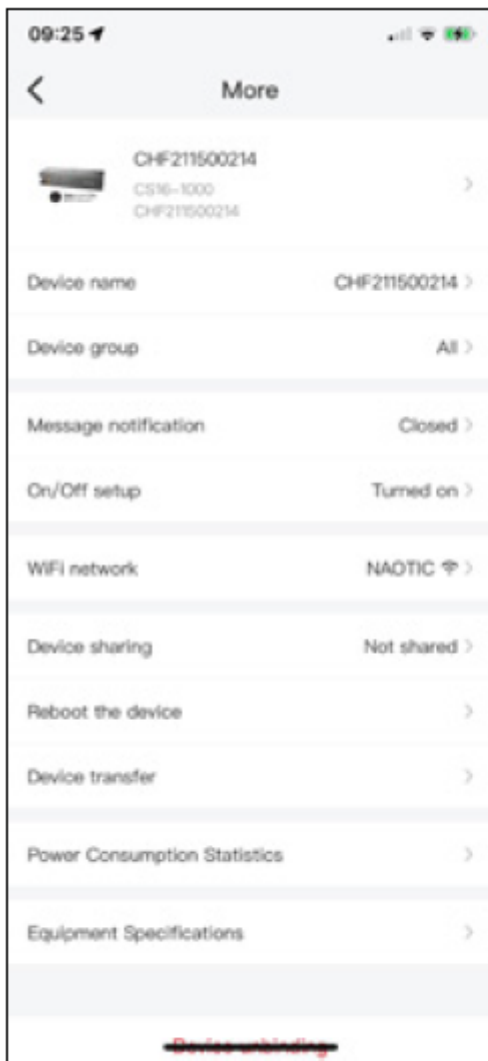 09:25
More
CHF211500214
CS16-1000
CHF211500214
Device name CHF211500214
Device group All
Message notification Closed
On/Off setup Turned on
WiFi network NAOTIC
Device sharing Not shared
Reboot the device
Device transfer
Power Consumption Statistics
Equipment Specifications
Device unbinding